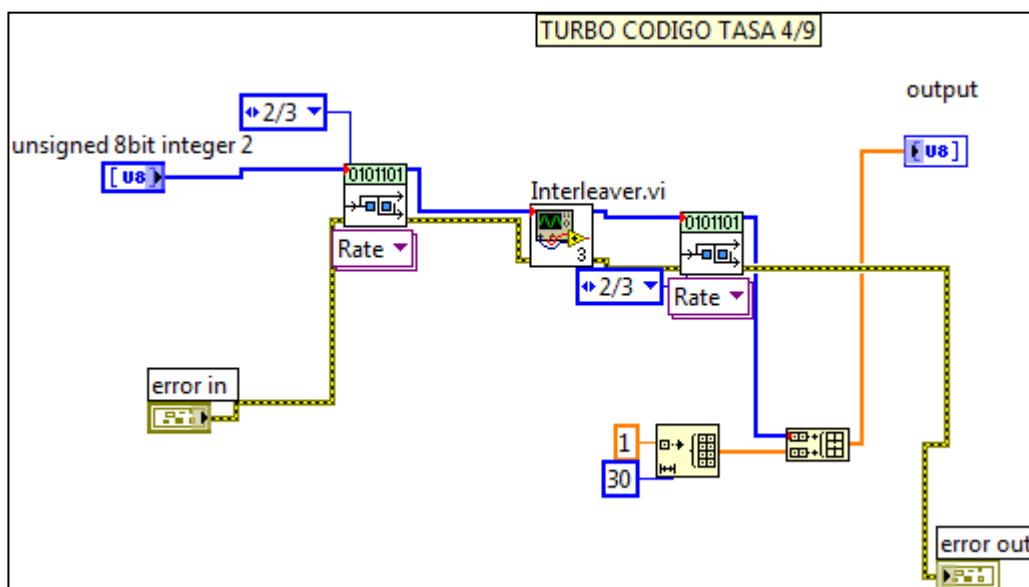 TURBO CODIGO TASA 4/9
output
2/3
unsigned 8bit integer 2
[U8]
[U8]
0101101
Interleaver.vi
0101101
Rate
3
2/3
Rate
error in
1
30
error out